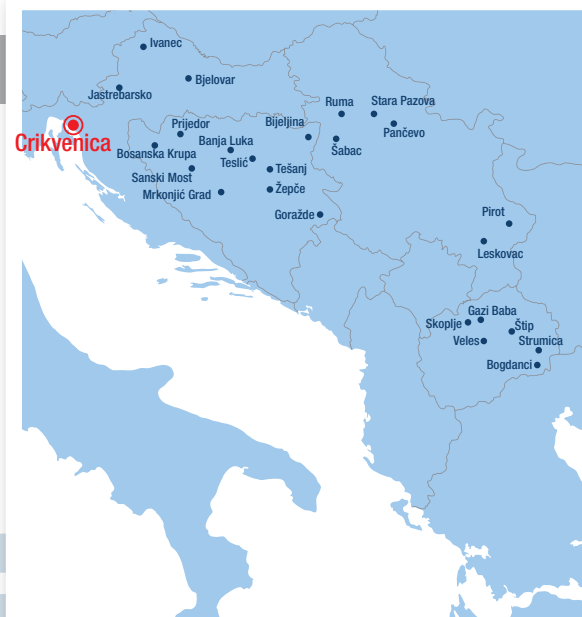 Ivanec
Bjelovar
Jastrebarsko
Crikvenica
Prijedor
Banja Luka
Bijeljina
Ruma
Stara Pazova
Pančevo
Šabac
Bosanska Krupa
Teslić
Tešanj
Sanski Most
Mrkonjić Grad
Žepče
Goražde
Pirot
Leskovac
Gazi Baba
Skoplje
Štip
Veles
Strumica
Bogdanci